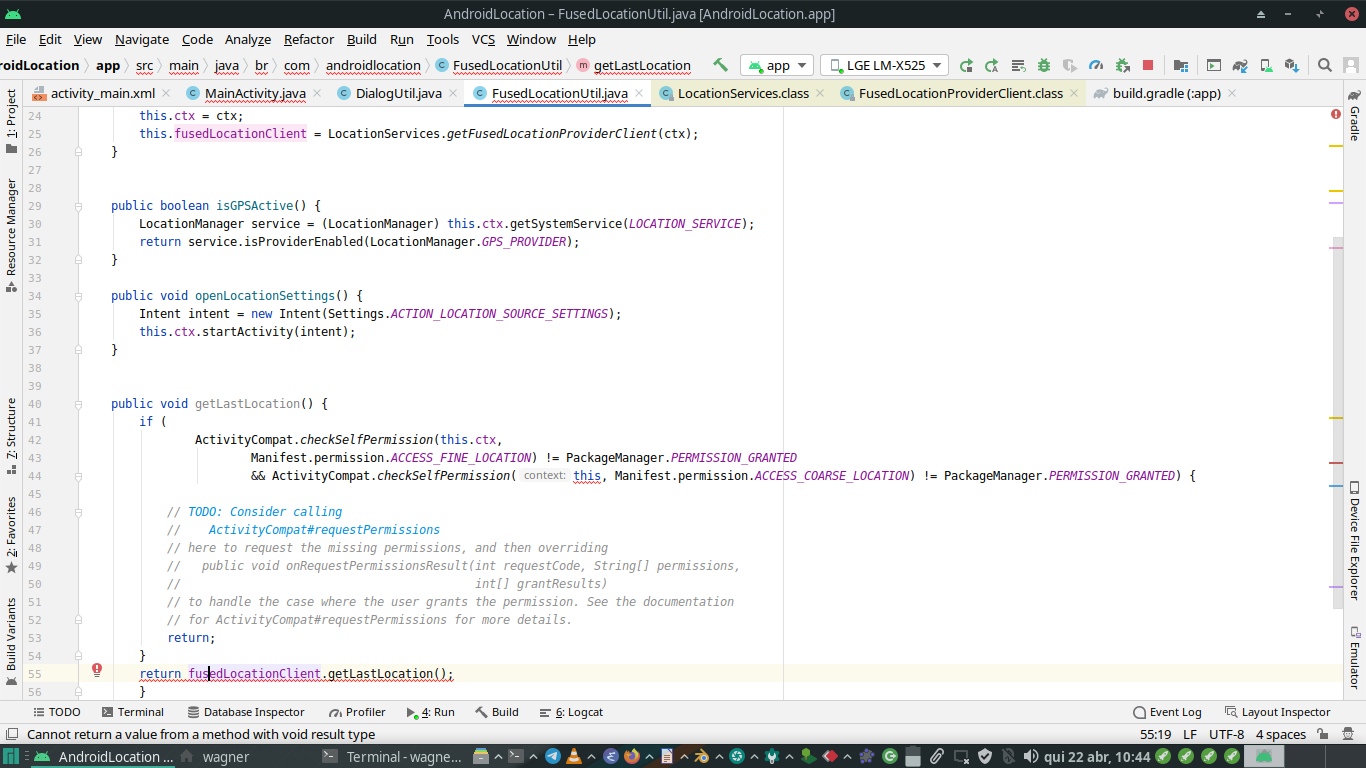 AndroidLocation – FusedLocationUtil.java [AndroidLocation.app]
File Edit View Navigate Code Analyze Refactor Build Run Tools VCS Window Help
roidLocation app src main java br com androidlocation FusedLocationUtil getLastLocation app LGE LM-X525
activity_main.xml MainActivity.java DialogUtil.java FusedLocationUtil.java LocationServices.class FusedLocationProviderClient.class build.gradle (:app)
1: Project
Resource Manager
7: Structure
2: Favorites
Build Variants
24 this.ctx = ctx;
25 this.fusedLocationClient = LocationServices.getFusedLocationProviderClient(ctx);
26 }
27
28
29 public boolean isGPSActive() {
30 LocationManager service = (LocationManager) this.ctx.getSystemService(LOCATION_SERVICE);
31 return service.isProviderEnabled(LocationManager.GPS_PROVIDER);
32 }
33
34 public void openLocationSettings() {
35 Intent intent = new Intent(Settings.ACTION_LOCATION_SOURCE_SETTINGS);
36 this.ctx.startActivity(intent);
37 }
38
39
40 public void getLastLocation() {
41 if (
42 ActivityCompat.checkSelfPermission(this.ctx,
43 Manifest.permission.ACCESS_FINE_LOCATION) != PackageManager.PERMISSION_GRANTED
44 && ActivityCompat.checkSelfPermission( context: this, Manifest.permission.ACCESS_COARSE_LOCATION) != PackageManager.PERMISSION_GRANTED) {
45
46 // TODO: Consider calling
47 // ActivityCompat#requestPermissions
48 // here to request the missing permissions, and then overriding
49 // public void onRequestPermissionsResult(int requestCode, String[] permissions,
50 // int[] grantResults)
51 // to handle the case where the user grants the permission. See the documentation
52 // for ActivityCompat#requestPermissions for more details.
53 return;
54 }
55 return fusedLocationClient.getLastLocation();
56 }
Gradle
Device File Explorer
Emulator
TODO Terminal Database Inspector Profiler 4: Run Build 6: Logcat Event Log Layout Inspector
Cannot return a value from a method with void result type 55:19 LF UTF-8 4 spaces
AndroidLocation ... wagner Terminal - wagne... qui 22 abr, 10:44